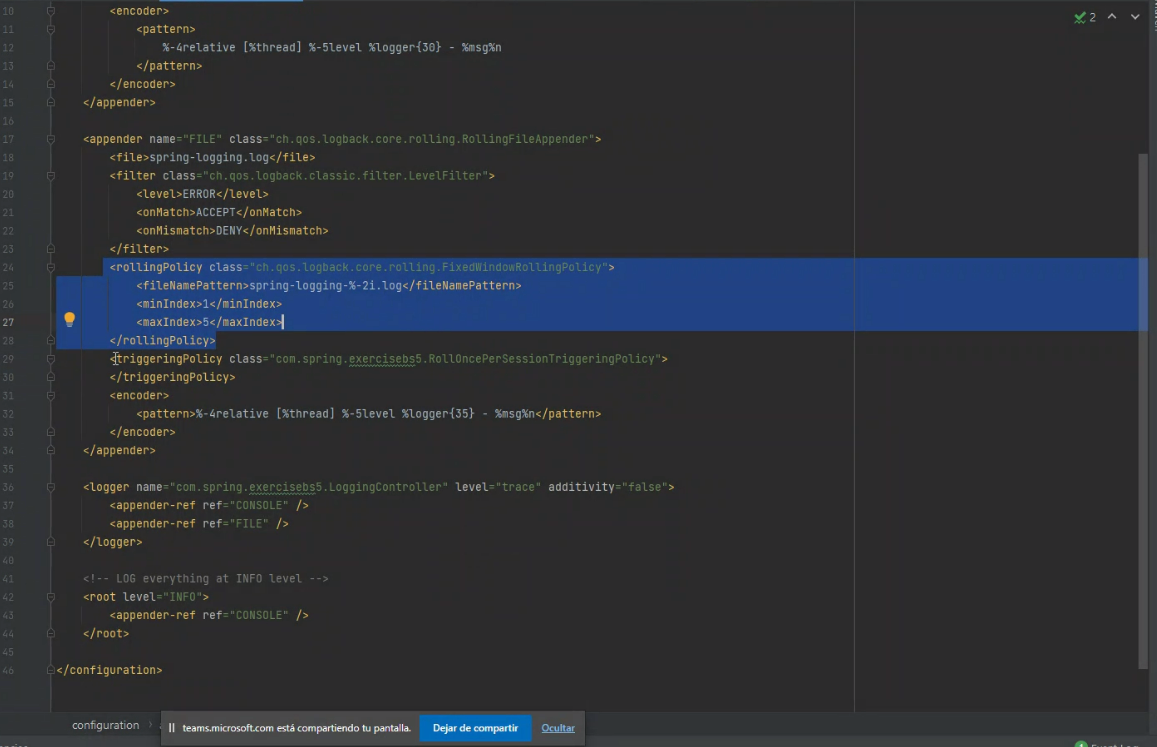 10 <encoder>
11 <pattern>
12 %-4relative [%thread] %-5level %logger{30} - %msg%n
13 </pattern>
14 </encoder>
15 </appender>
16
17 <appender name="FILE" class="ch.qos.logback.core.rolling.RollingFileAppender">
18 <file>spring-logging.log</file>
19 <filter class="ch.qos.logback.classic.filter.LevelFilter">
20 <level>ERROR</level>
21 <onMatch>ACCEPT</onMatch>
22 <onMismatch>DENY</onMismatch>
23 </filter>
24 <rollingPolicy class="ch.qos.logback.core.rolling.FixedWindowRollingPolicy">
25 <fileNamePattern>spring-logging-%-2i.log</fileNamePattern>
26 <minIndex>1</minIndex>
27 <maxIndex>5</maxIndex>
28 </rollingPolicy>
29 <triggeringPolicy class="com.spring.exercisebs5.RollOncePerSessionTriggeringPolicy">
30 </triggeringPolicy>
31 <encoder>
32 <pattern>%-4relative [%thread] %-5level %logger{35} - %msg%n</pattern>
33 </encoder>
34 </appender>
35
36 <logger name="com.spring.exercisebs5.LoggingController" level="trace" additivity="false">
37 <appender-ref ref="CONSOLE" />
38 <appender-ref ref="FILE" />
39 </logger>
40
41 <!-- LOG everything at INFO level -->
42 <root level="INFO">
43 <appender-ref ref="CONSOLE" />
44 </root>
45
46 </configuration>
2
configuration
teams.microsoft.com está compartiendo tu pantalla. Dejar de compartir Ocultar